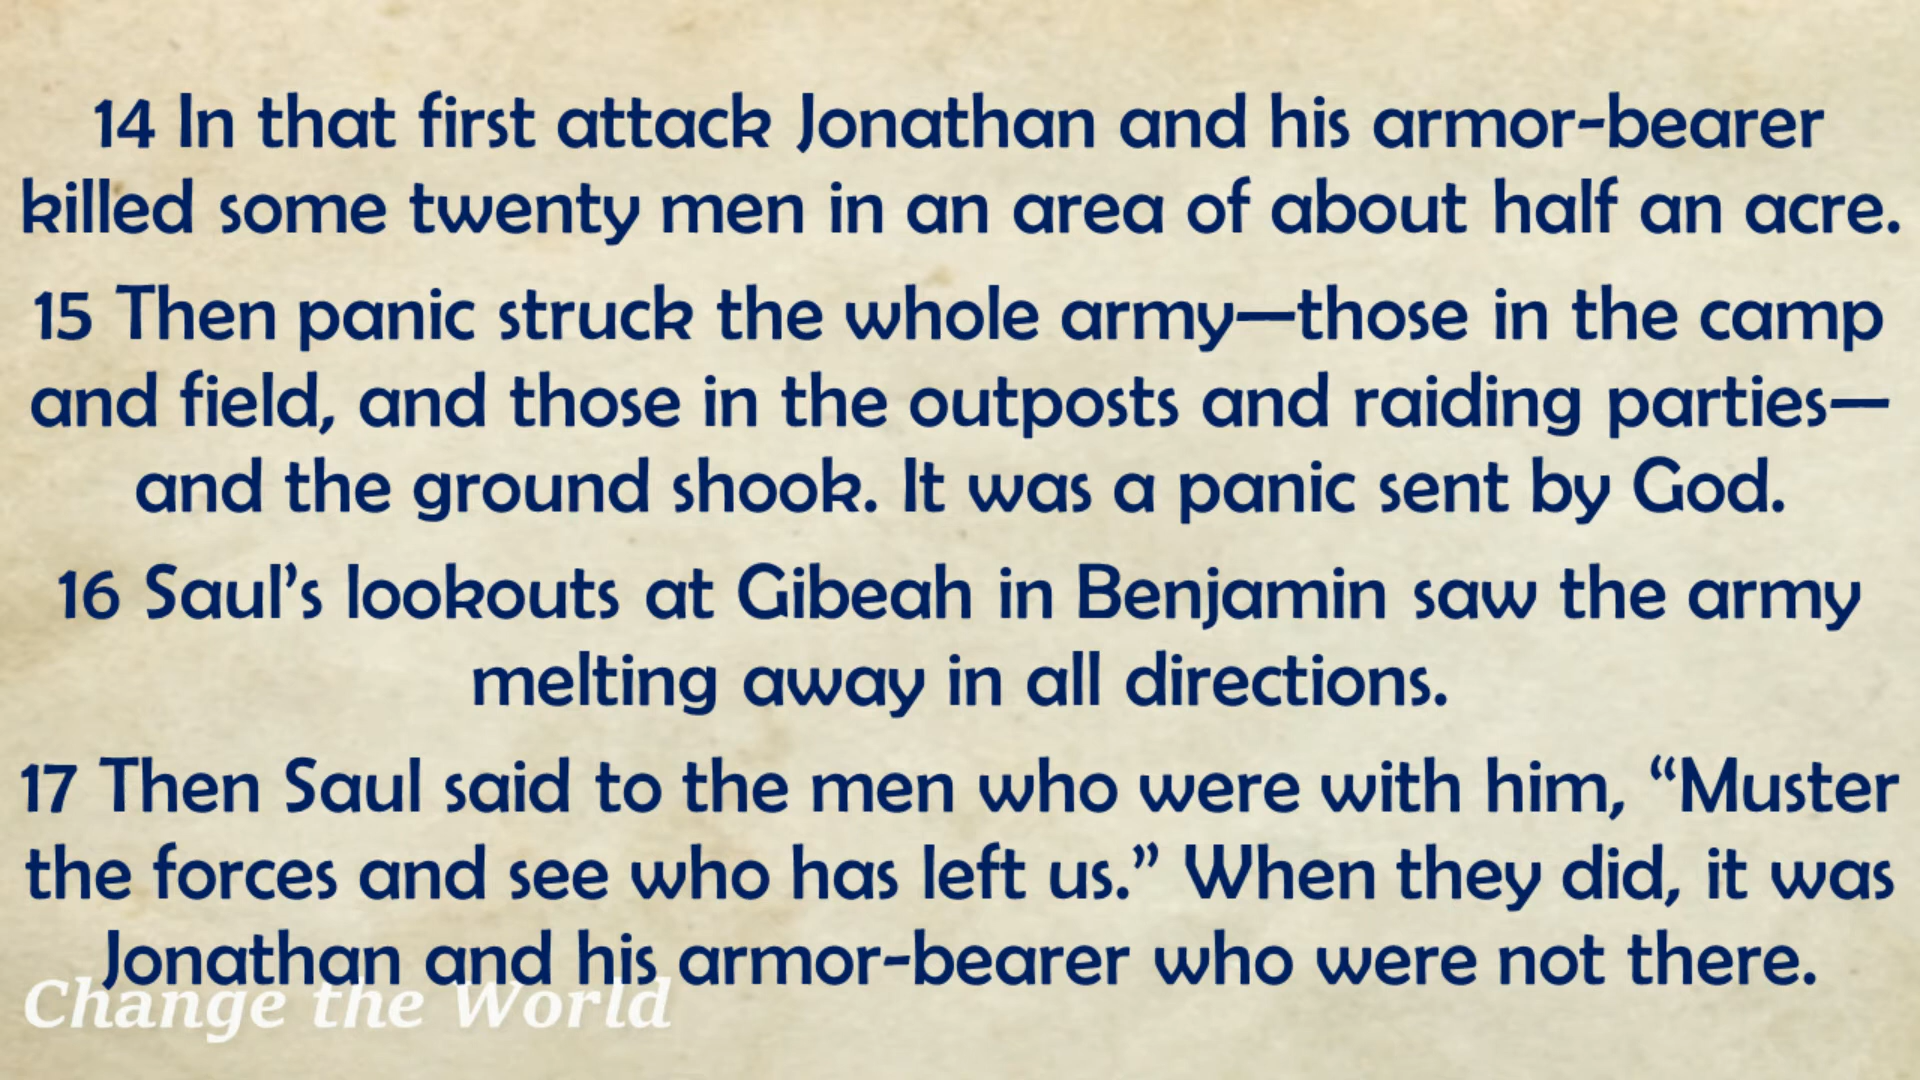 14 In that first attack Jonathan and his armor-bearer
killed some twenty men in an area of about half an acre.
15 Then panic struck the whole army—those in the camp
and field, and those in the outposts and raiding parties—
and the ground shook. It was a panic sent by God.
16 Saul’s lookouts at Gibeah in Benjamin saw the army
melting away in all directions.
17 Then Saul said to the men who were with him, “Muster
the forces and see who has left us.” When they did, it was
Jonathan and his armor-bearer who were not there.
Change the World